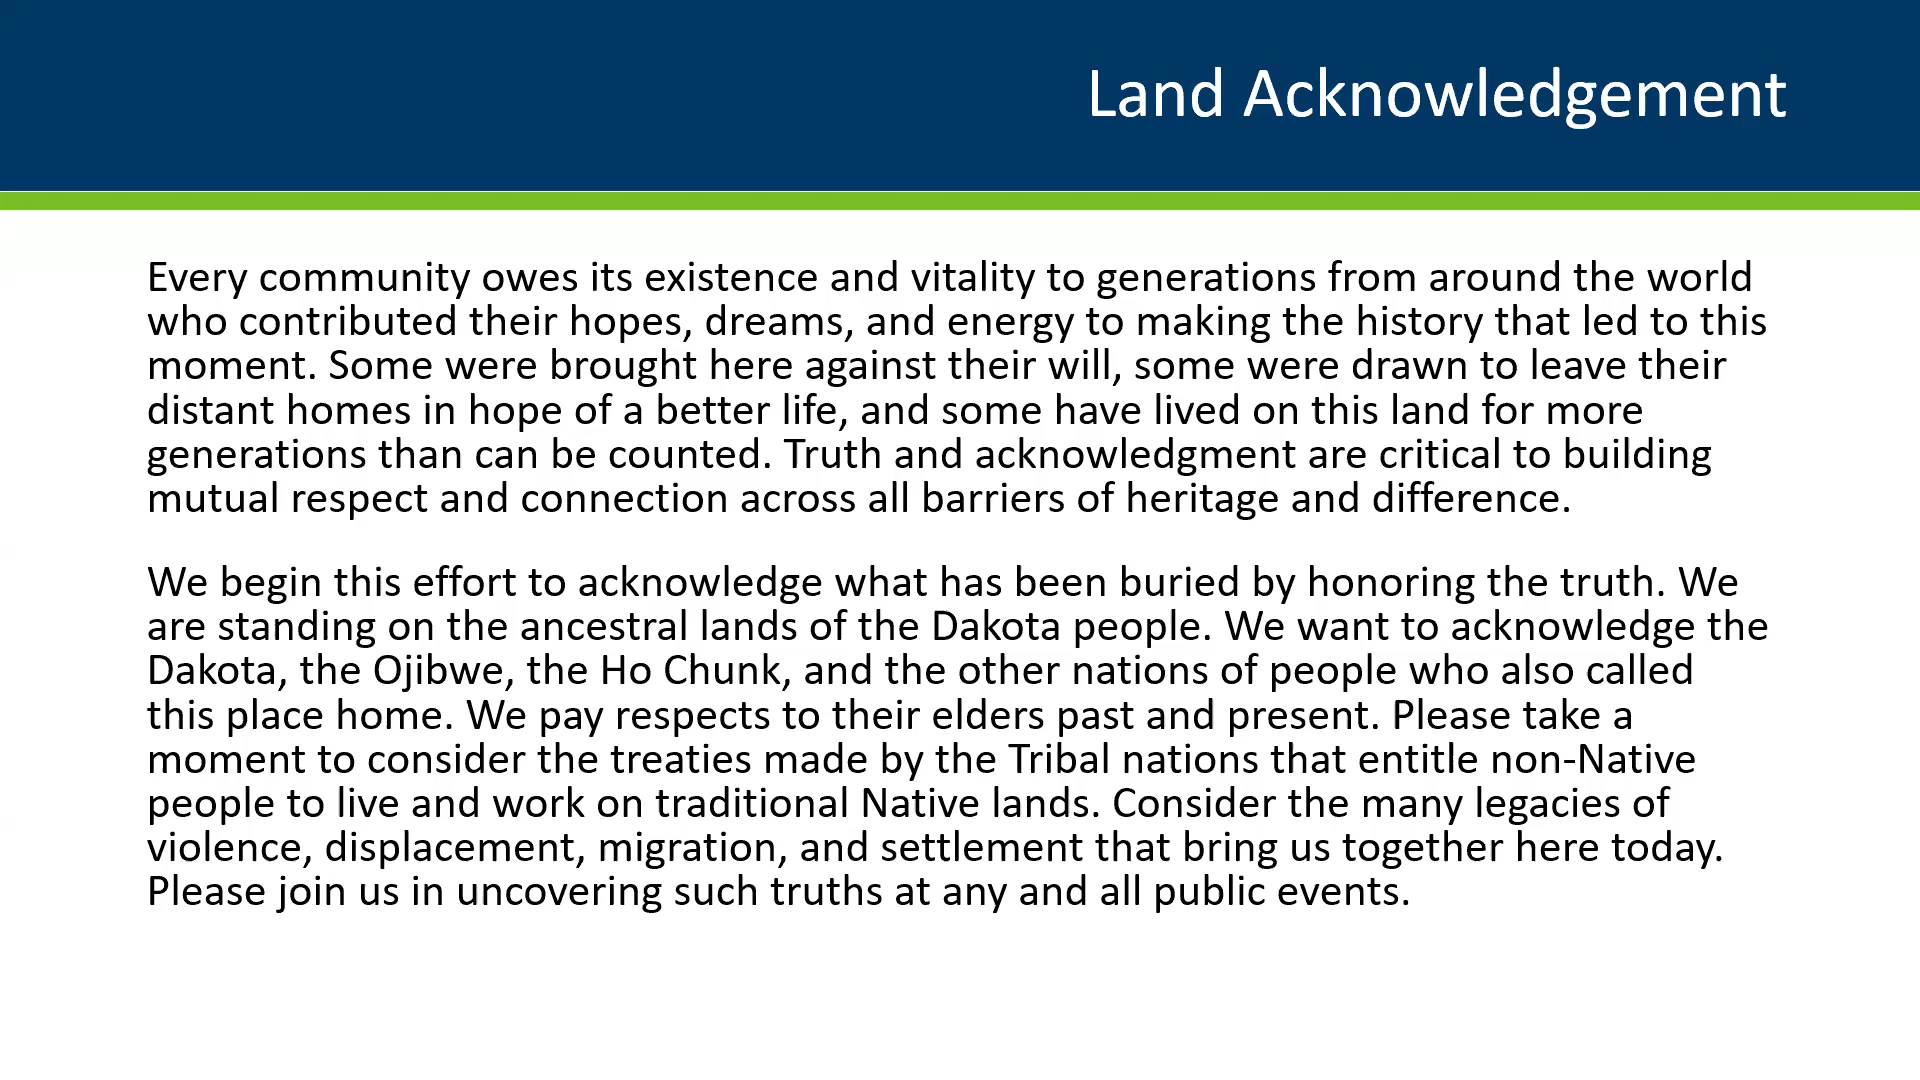 Land Acknowledgement
Every community owes its existence and vitality to generations from around the world
who contributed their hopes, dreams, and energy to making the history that led to this
moment. Some were brought here against their will, some were drawn to leave their
distant homes in hope of a better life, and some have lived on this land for more
generations than can be counted. Truth and acknowledgment are critical to building
mutual respect and connection across all barriers of heritage and difference.
We begin this effort to acknowledge what has been buried by honoring the truth. We
are standing on the ancestral lands of the Dakota people. We want to acknowledge the
Dakota, the Ojibwe, the Ho Chunk, and the other nations of people who also called
this place home. We pay respects to their elders past and present. Please take a
moment to consider the treaties made by the Tribal nations that entitle non-Native
people to live and work on traditional Native lands. Consider the many legacies of
violence, displacement, migration, and settlement that bring us together here today.
Please join us in uncovering such truths at any and all public events.